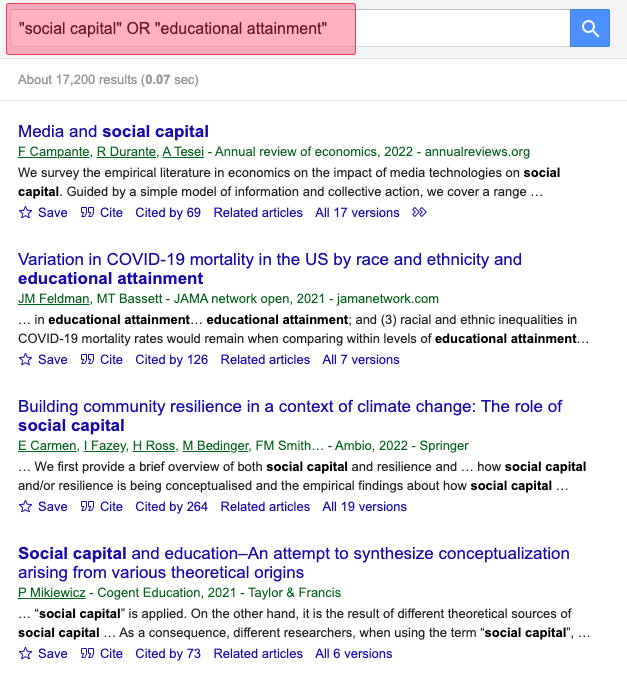 "social capital" OR "educational attainment"
About 17,200 results (0.07 sec)
Media and social capital
F Campante, R Durante, A Tesei - Annual review of economics, 2022 - annualreviews.org
We survey the empirical literature in economics on the impact of media technologies on social
capital. Guided by a simple model of information and collective action, we cover a range …
Save Cite Cited by 69 Related articles All 17 versions
Variation in COVID-19 mortality in the US by race and ethnicity and
educational attainment
JM Feldman, MT Bassett - JAMA network open, 2021 - jamanetwork.com
… in educational attainment… educational attainment; and (3) racial and ethnic inequalities in
COVID-19 mortality rates would remain when comparing within levels of educational attainment…
Save Cite Cited by 126 Related articles All 7 versions
Building community resilience in a context of climate change: The role of
social capital
E Carmen, I Fazey, H Ross, M Bedinger, FM Smith… - Ambio, 2022 - Springer
… We first provide a brief overview of both social capital and resilience and … how social capital
and/or resilience is being conceptualised and the empirical findings about how social capital …
Save Cite Cited by 264 Related articles All 19 versions
Social capital and education–An attempt to synthesize conceptualization
arising from various theoretical origins
P Mikiewicz - Cogent Education, 2021 - Taylor & Francis
… “social capital” is applied. On the other hand, it is the result of different theoretical sources of
social capital … As a consequence, different researchers, when using the term “social capital”, …
Save Cite Cited by 73 Related articles All 6 versions